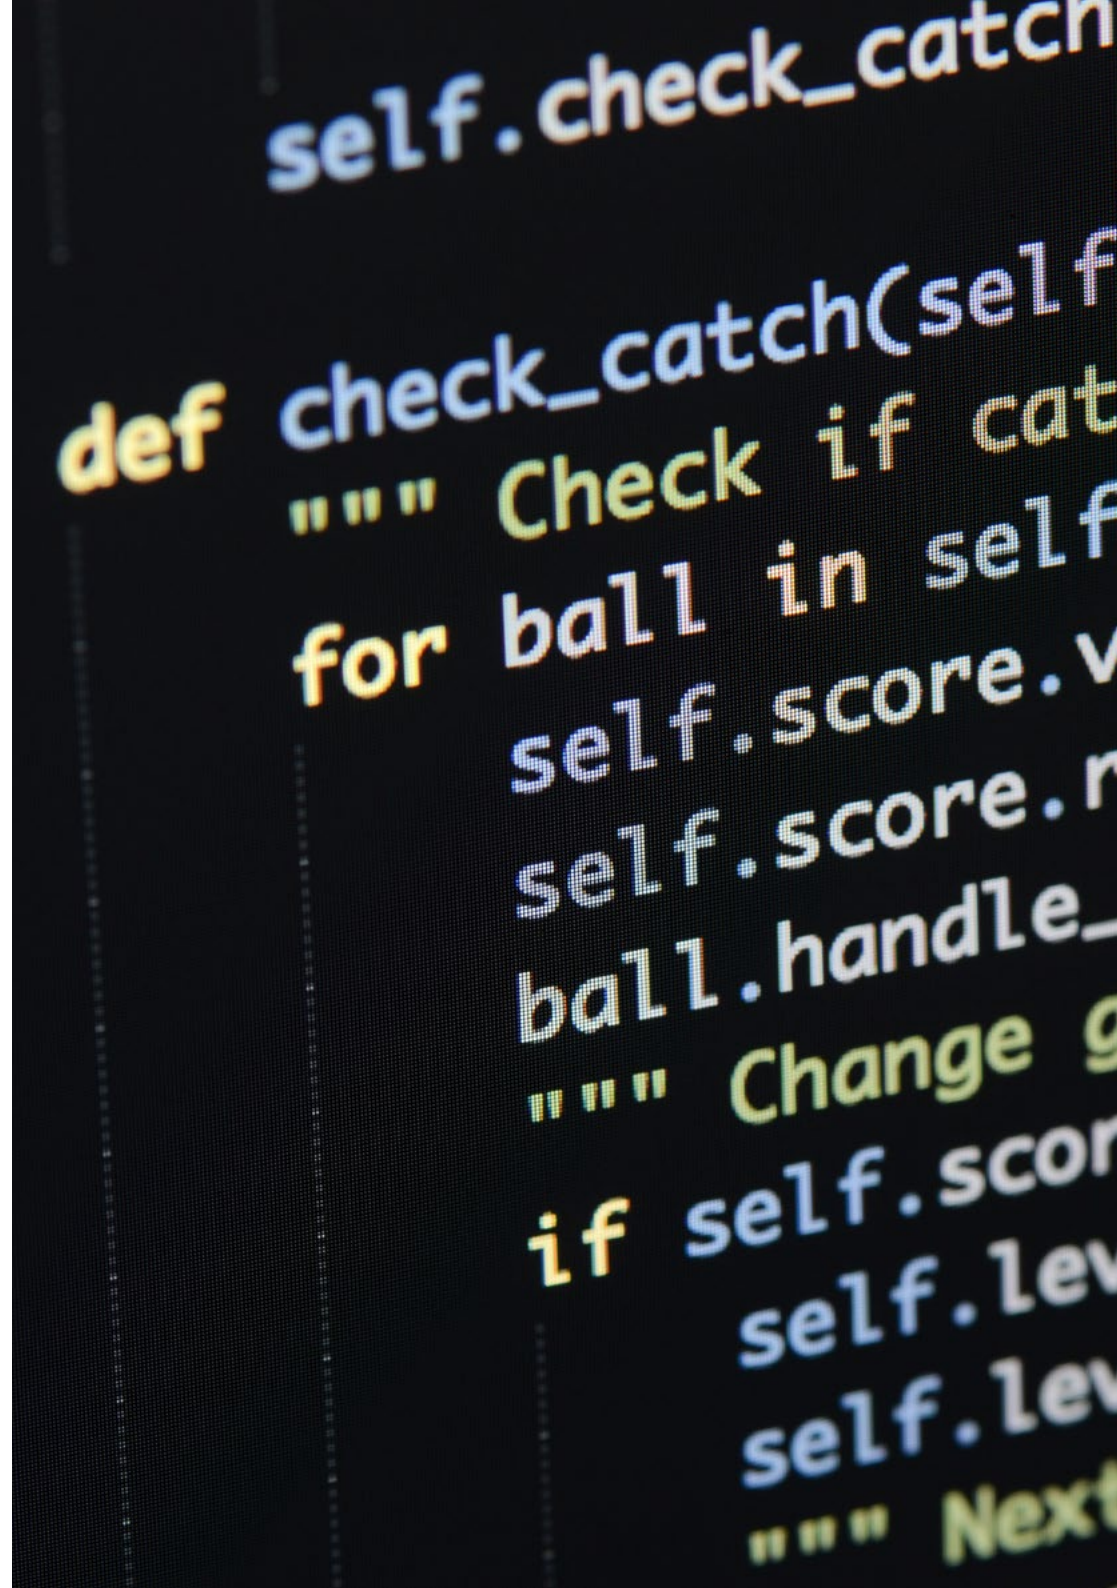 self.check_catch
def check_catch(self
""" Check if cat
for ball in self
self.score.v
self.score.r
ball.handle_
""" Change g
if self.scor
self.lev
self.lev
""" Next